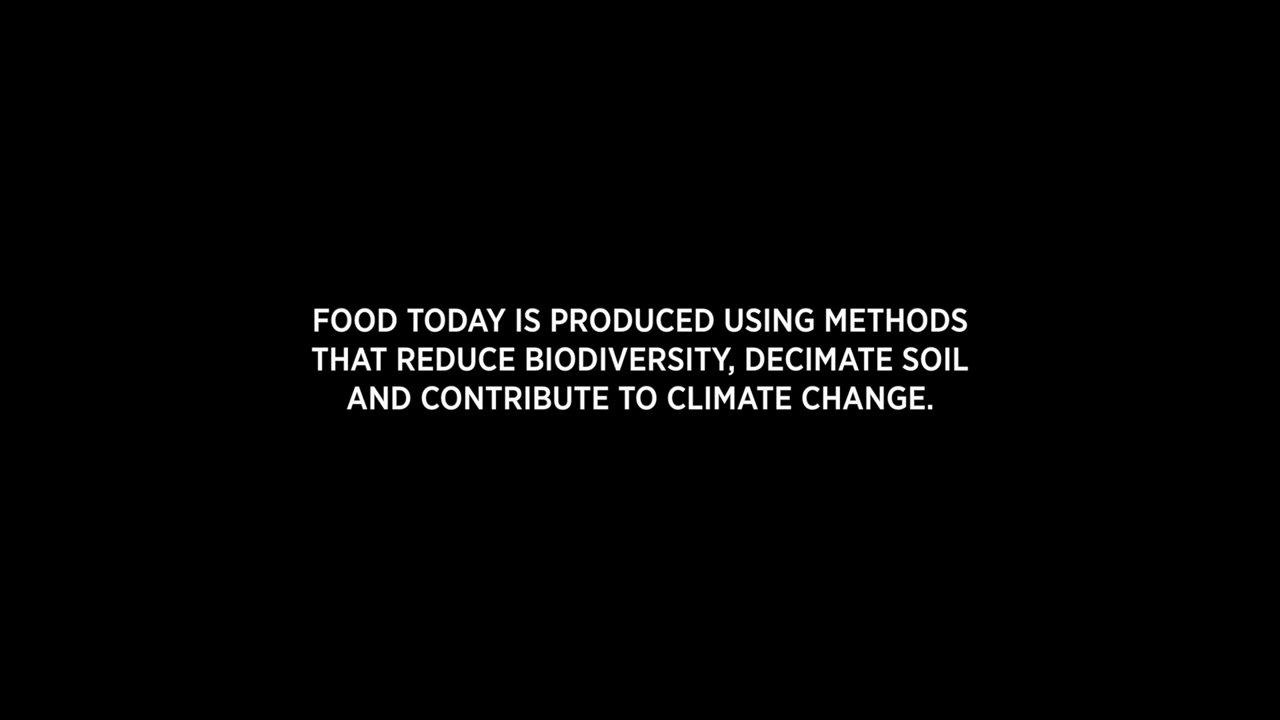 FOOD TODAY IS PRODUCED USING METHODS
THAT REDUCE BIODIVERSITY, DECIMATE SOIL
AND CONTRIBUTE TO CLIMATE CHANGE.